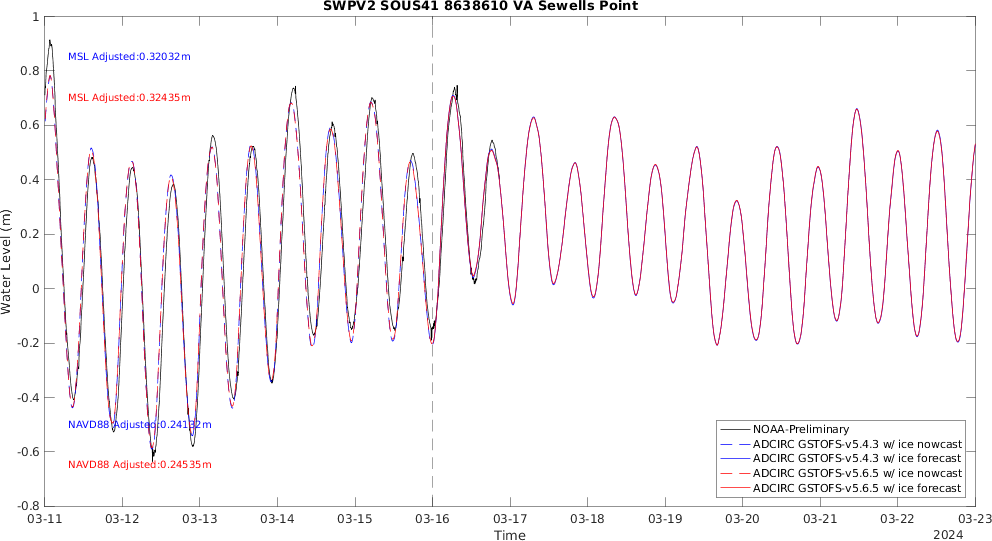 SWPV2 SOUS41 8638610 VA Sewells Point
1
0.8
0.6
0.4
0.2
0
-0.2
-0.4
-0.6
-0.8
Water Level (m)
MSL Adjusted:0.32032m
MSL Adjusted:0.32435m
NAVD88 Adjusted:0.24132m
NAVD88 Adjusted:0.24535m
NOAA-Preliminary
ADCIRC GSTOFS-v5.4.3 w/ ice nowcast
ADCIRC GSTOFS-v5.4.3 w/ ice forecast
ADCIRC GSTOFS-v5.6.5 w/ ice nowcast
ADCIRC GSTOFS-v5.6.5 w/ ice forecast
03-11 03-12 03-13 03-14 03-15 03-16 03-17 03-18 03-19 03-20 03-21 03-22 03-23
Time
2024